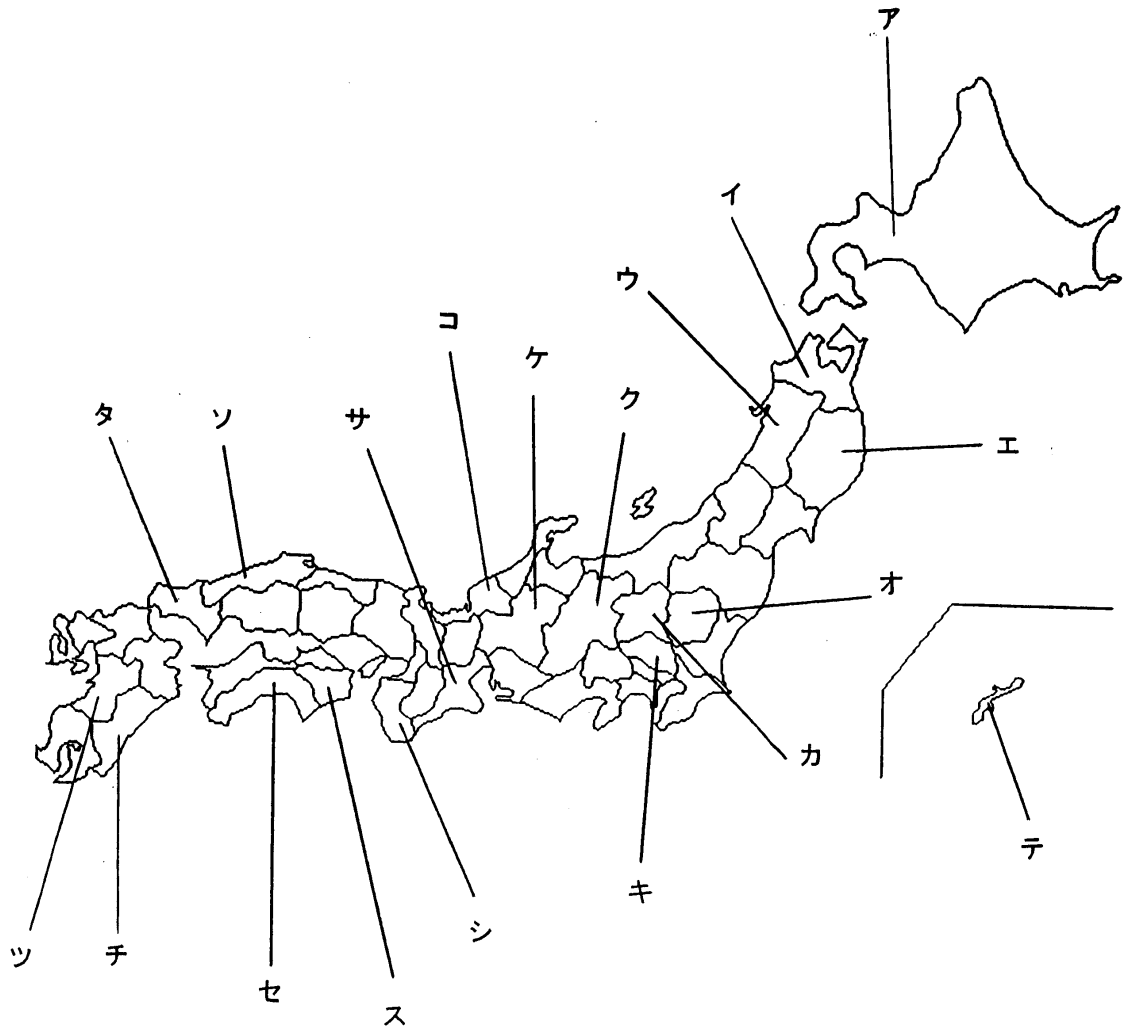 ア
イ
ウ
エ
オ
カ
キ
ク
ケ
コ
サ
シ
ス
セ
ソ
タ
チ
ツ
テ